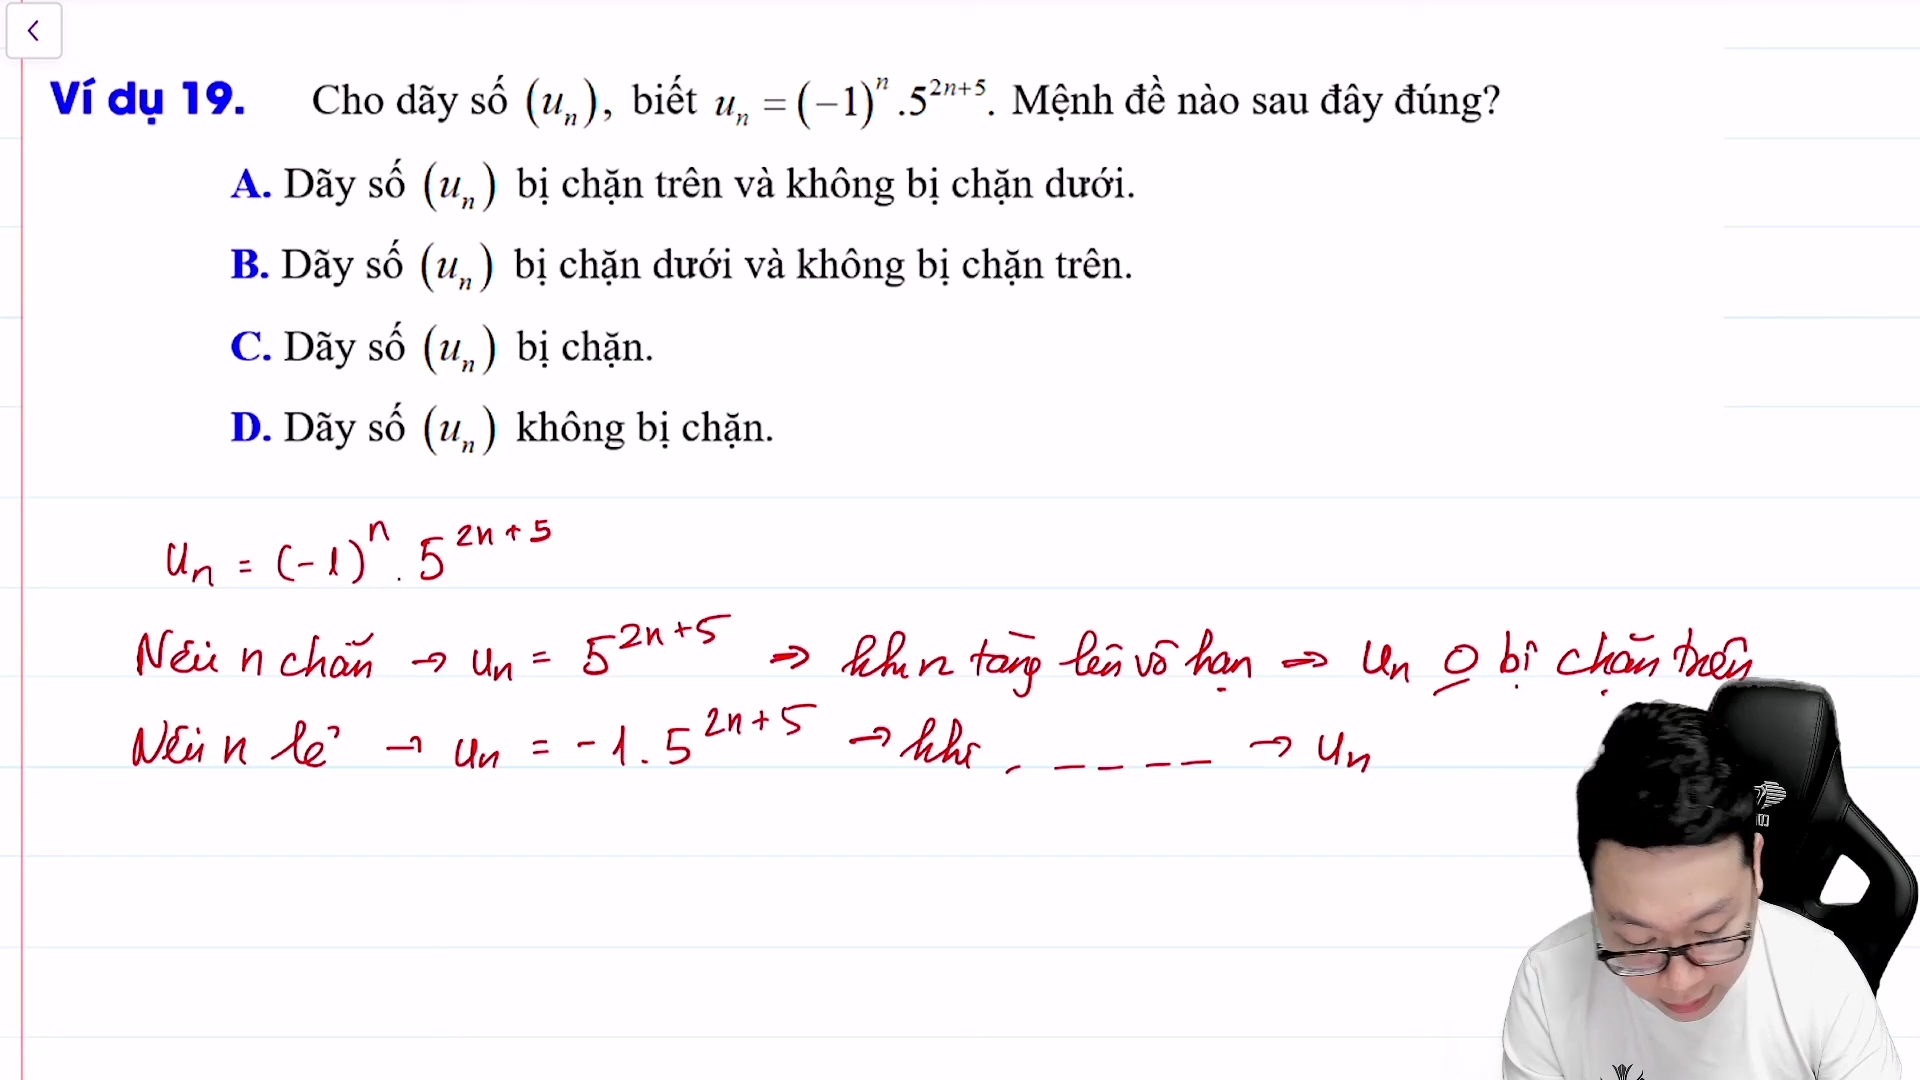 Ví dụ 19. Cho dãy số (uₙ), biết uₙ = (−1)ⁿ.5²ⁿ⁺⁵. Mệnh đề nào sau đây đúng?
A. Dãy số (uₙ) bị chặn trên và không bị chặn dưới.
B. Dãy số (uₙ) bị chặn dưới và không bị chặn trên.
C. Dãy số (uₙ) bị chặn.
D. Dãy số (uₙ) không bị chặn.
uₙ = (-1)ⁿ . 5²ⁿ⁺⁵
Nếu n chẵn → uₙ = 5²ⁿ⁺⁵ → khi n tăng lên vô hạn → uₙ O bị chặn trên
Nếu n lẻ → uₙ = -1 . 5²ⁿ⁺⁵ → khi , _ _ _ _ → uₙ